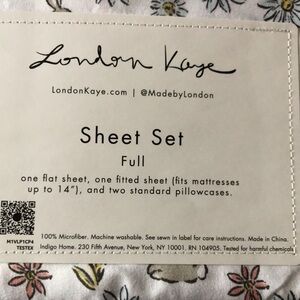 London Kaye
LondonKaye.com | @MadebyLondon
Sheet Set
Full
one flat sheet, one fitted sheet (fits mattresses
up to 14"), and two standard pillowcases.
100% Microfiber. Machine washable. See sewn in label for care instructions. Made in China.
Indigo Home. 230 Fifth Avenue, New York, NY 10001. RN 104905. Tested for harmful chemicals
TESTEX